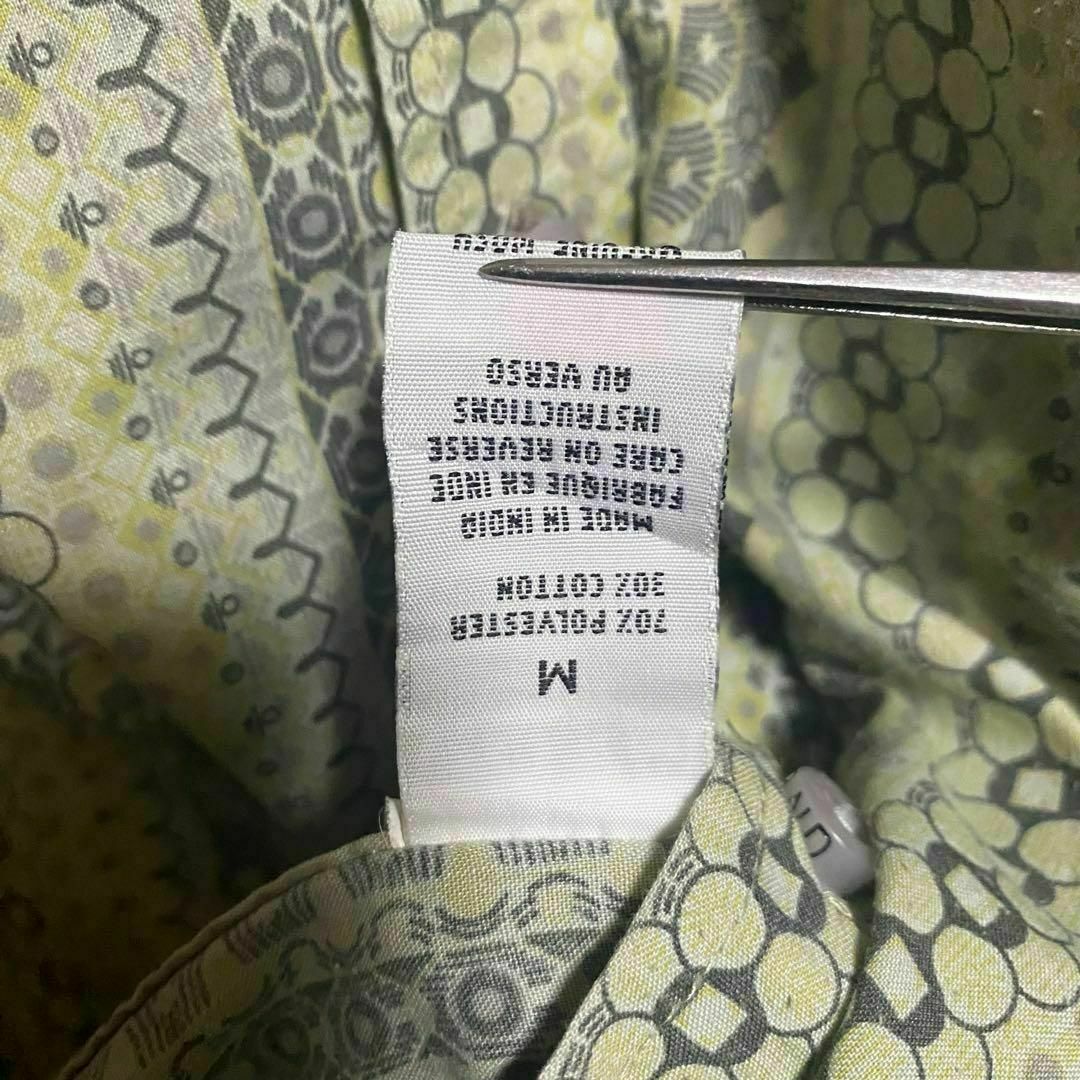 M
70% POLYESTER
30% COTTON
MADE IN INDIA
FABRIQUE EN INDE
CARE ON REVERSE
INSTRUCTIONS
AU VERSO